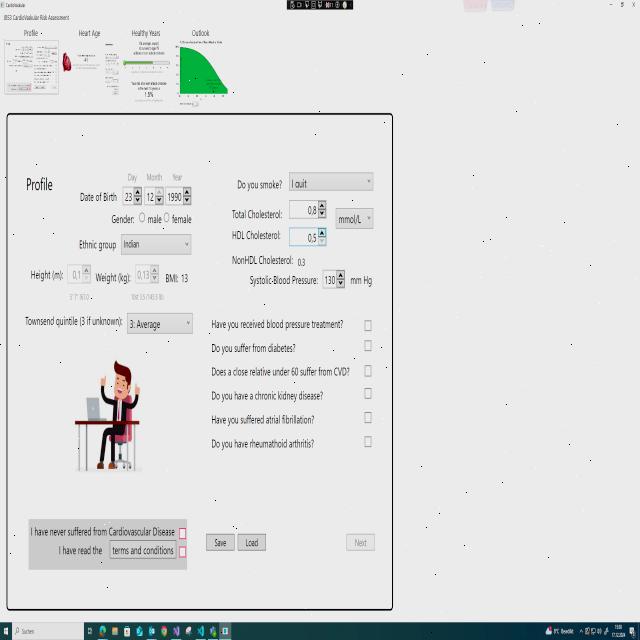 CardioVascular
JBS3 CardioVascular Risk Assessment
Profile
Heart Age
Healthy Years
Outlook
Profile
Day Month Year
Date of Birth 23 12 1990
Gender: male female
Ethnic group Indian
Height (m): 0,1 Weight (kg): 0,13 BMI: 13
Townsend quintile (3 if unknown): 3: Average
Do you smoke? I quit
Total Cholesterol: 0,8
mmol/L
HDL Cholesterol: 0,5
NonHDL Cholesterol: 0.3
Systolic-Blood Pressure: 130 mm Hg
Have you received blood pressure treatment?
Do you suffer from diabetes?
Does a close relative under 60 suffer from CVD?
Do you have a chronic kidney disease?
Have you suffered atrial fibrillation?
Do you have rheumathoid arthritis?
I have never suffered from Cardiovascular Disease
I have read the terms and conditions
Save Load Next
Suchen